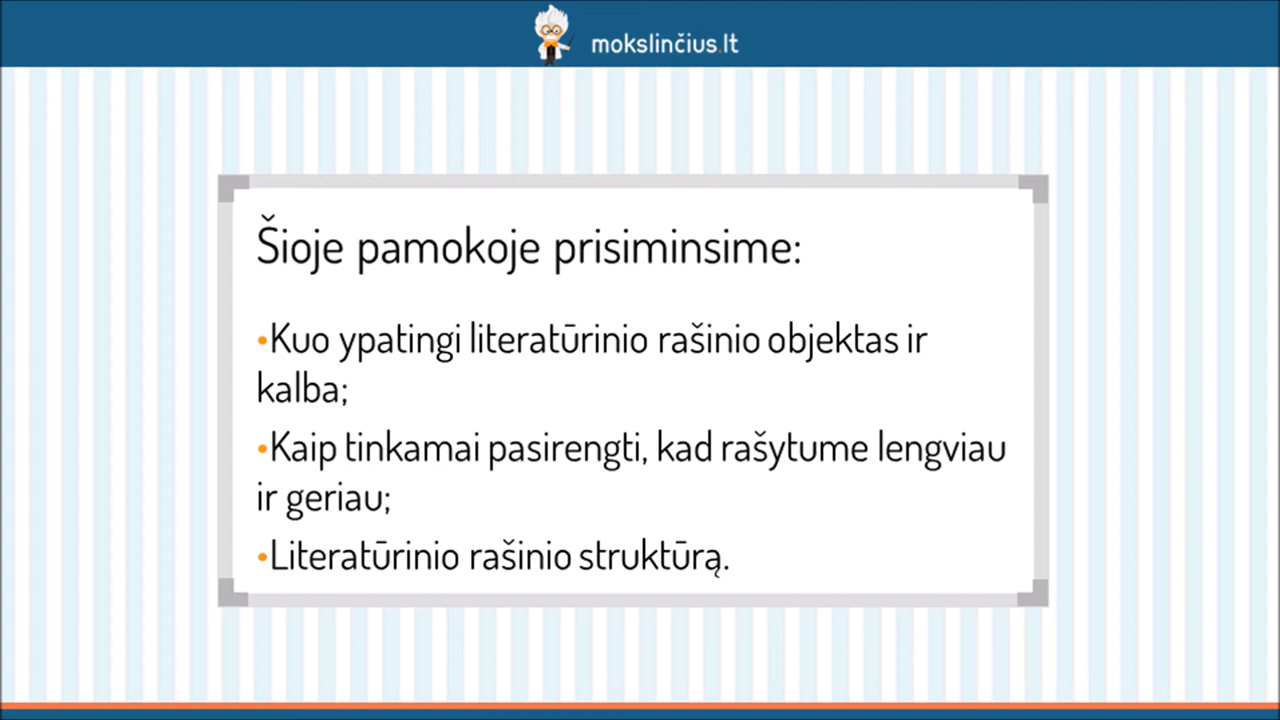 mokslinčius.lt
Šioje pamokoje prisiminsime:
•Kuo ypatingi literatūrinio rašinio objektas ir
kalba;
•Kaip tinkamai pasirengti, kad rašytume lengviau
ir geriau;
•Literatūrinio rašinio struktūrą.